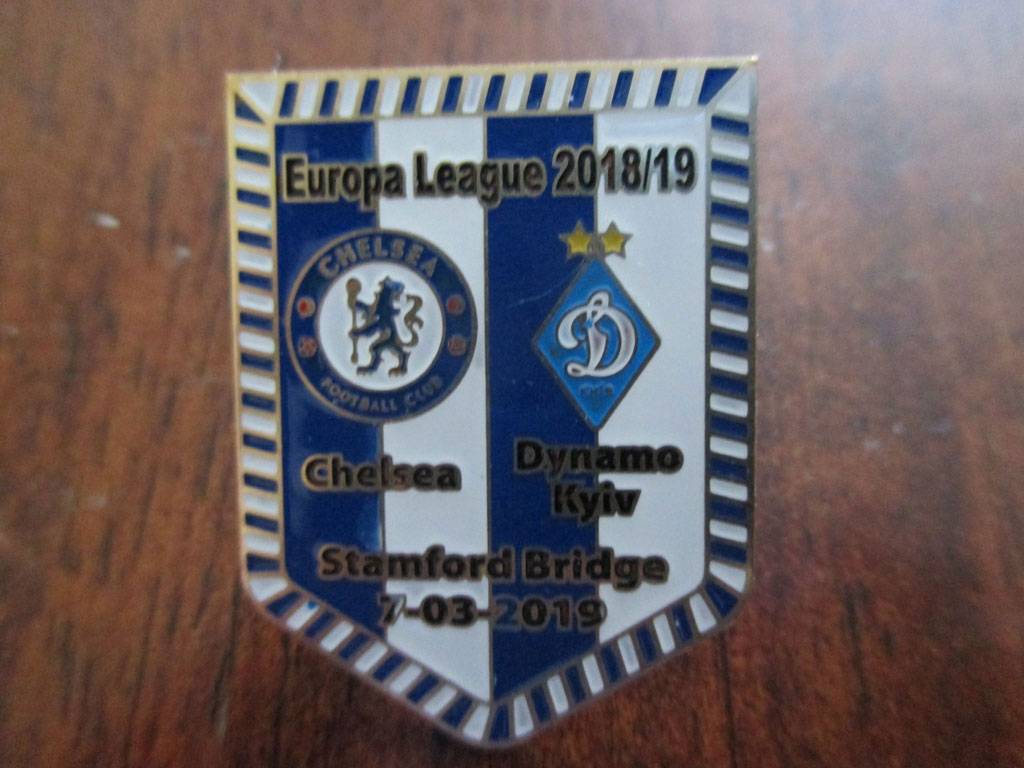 Europa League 2018/19
CHELSEA
FOOTBALL CLUB
Д
Chelsea
Dynamo
Kyiv
Stamford Bridge
7-03-2019